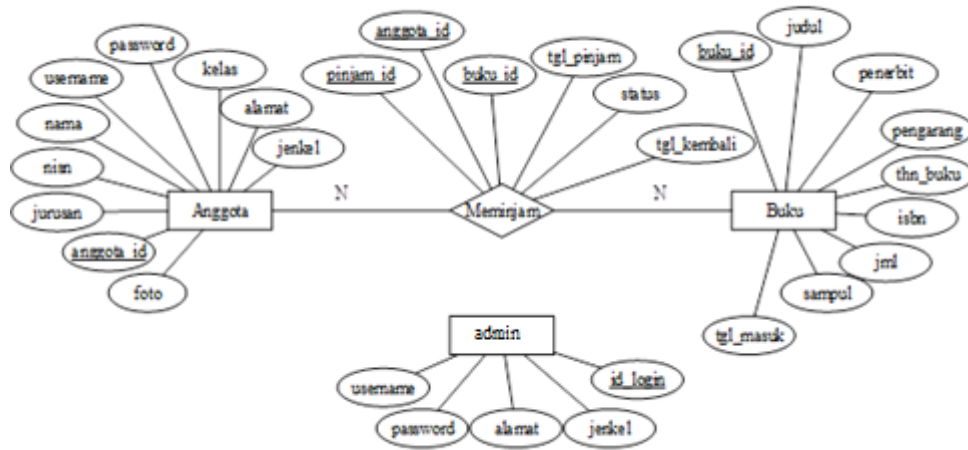 anggota_id
judul
password
tgl_pinjam
buku_id
kelas
pinjam_id
buku_id
username
penerbit
status
alamat
nama
pengarang
jenkel
tgl_kembali
nisn
thn_buku
N
N
jurusan
Anggota
Meminjam
Buku
isbn
anggota_id
jml
foto
sampul
admin
tgl_masuk
username
id_login
password
alamat
jenkel